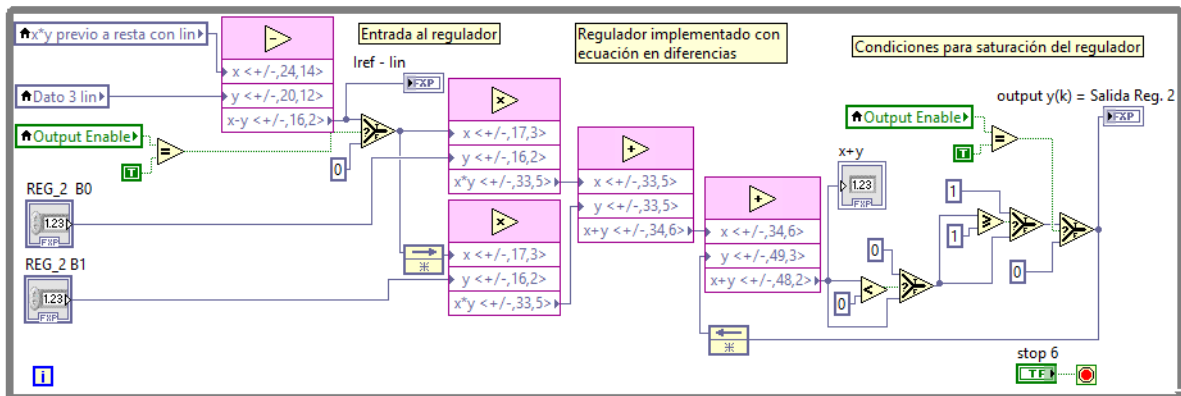 x*y previo a resta con lin
Dato 3 lin
Output Enable
=
T
-
x <+/-,24,14>
y <+/-,20,12>
x-y <+/-,16,2>
Entrada al regulador
Iref - lin
FXP
?
T
F
0
REG_2 B0
1.23
FXP
REG_2 B1
1.23
FXP
×
x <+/-,17,3>
y <+/-,16,2>
x*y <+/-,33,5>
×
x <+/-,17,3>
y <+/-,16,2>
x*y <+/-,33,5>
Regulador implementado con
ecuación en diferencias
+
x <+/-,33,5>
y <+/-,33,5>
x+y <+/-,34,6>
+
x <+/-,34,6>
y <+/-,49,3>
x+y <+/-,48,2>
Condiciones para saturación del regulador
output y(k) = Salida Reg. 2
FXP
Output Enable
=
T
x+y
1.23
FXP
0
<
0
?
T
F
1
≥
1
?
T
F
0
?
T
F
stop 6
TF
i